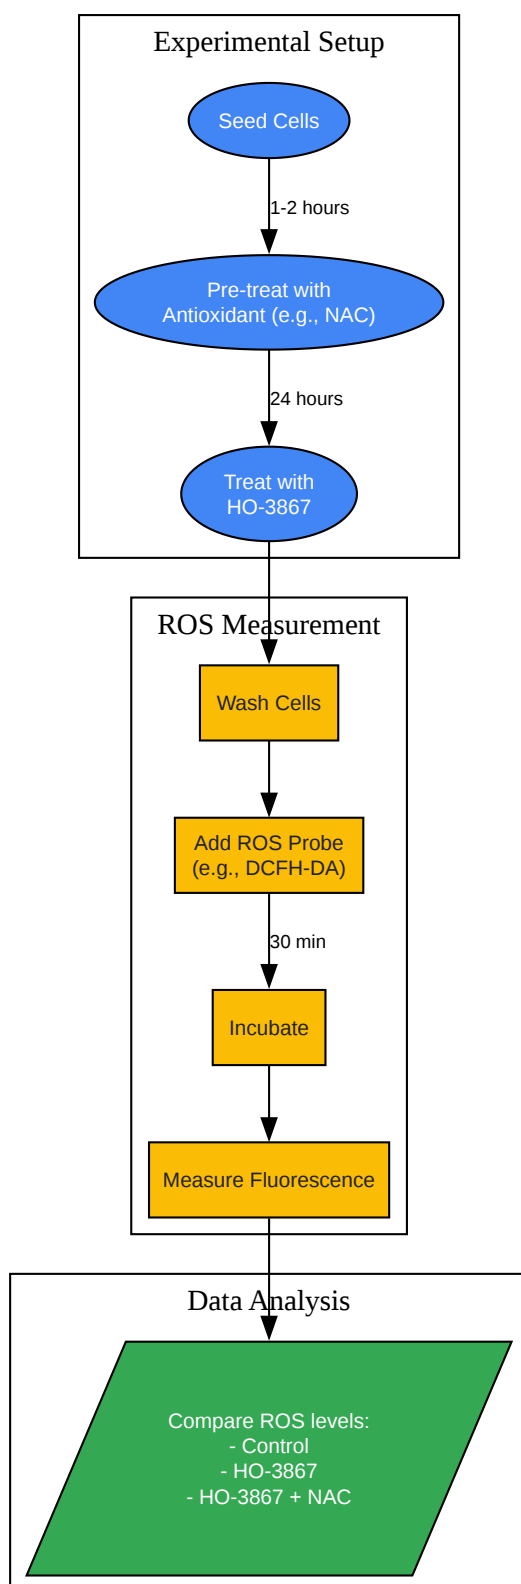 Experimental Setup
Seed Cells
1-2 hours
Pre-treat with
Antioxidant (e.g., NAC)
24 hours
Treat with
HO-3867
ROS Measurement
Wash Cells
Add ROS Probe
(e.g., DCFH-DA)
30 min
Incubate
Measure Fluorescence
Data Analysis
Compare ROS levels:
- Control
- HO-3867
- HO-3867 + NAC